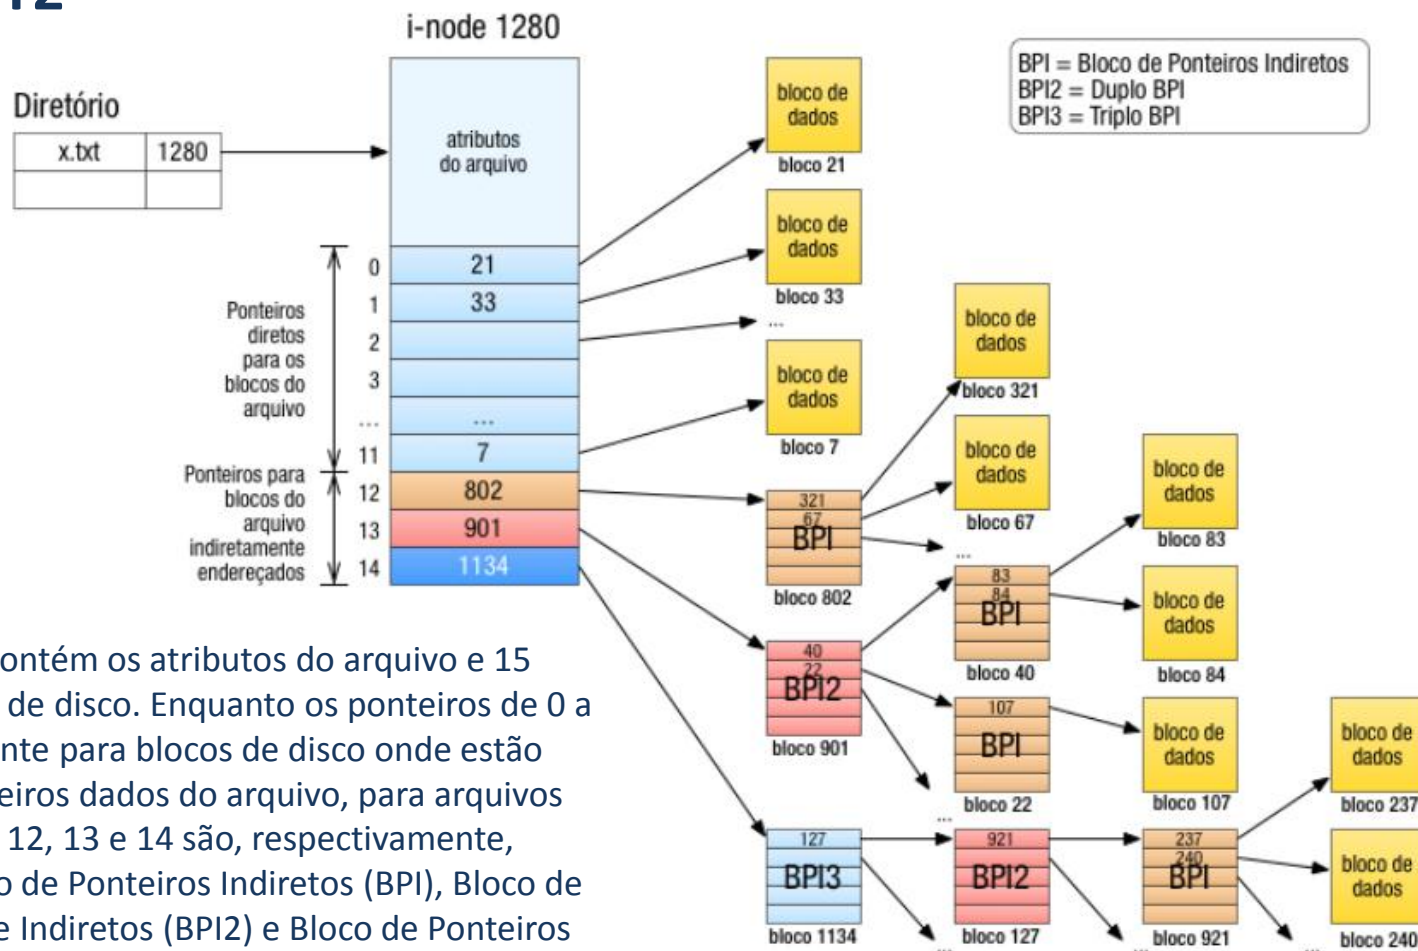 i-node 1280
BPI = Bloco de Ponteiros Indiretos
BPI2 = Duplo BPI
BPI3 = Triplo BPI
Diretório
x.txt 1280
atributos
do arquivo
bloco de
dados
bloco 21
bloco de
dados
bloco 33
...
bloco de
dados
bloco 7
Ponteiros
diretos
para os
blocos do
arquivo
0 21
1 33
2
3
... ...
11 7
Ponteiros para
blocos do
arquivo
indiretamente
endereçados
12 802
13 901
14 1134
bloco de
dados
bloco 321
bloco de
dados
bloco 67
...
321
67
BPI
bloco 802
bloco de
dados
bloco 83
bloco de
dados
bloco 84
83
84
BPI
bloco 40
40
22
BPI2
bloco 901
107
BPI
bloco 22
...
bloco de
dados
bloco 107
bloco de
dados
bloco 237
127
BPI3
bloco 1134
...
921
BPI2
bloco 127
...
237
240
BPI
bloco 921
...
bloco de
dados
bloco 240
ontém os atributos do arquivo e 15
de disco. Enquanto os ponteiros de 0 a
nte para blocos de disco onde estão
eiros dados do arquivo, para arquivos
12, 13 e 14 são, respectivamente,
o de Ponteiros Indiretos (BPI), Bloco de
e Indiretos (BPI2) e Bloco de Ponteiros